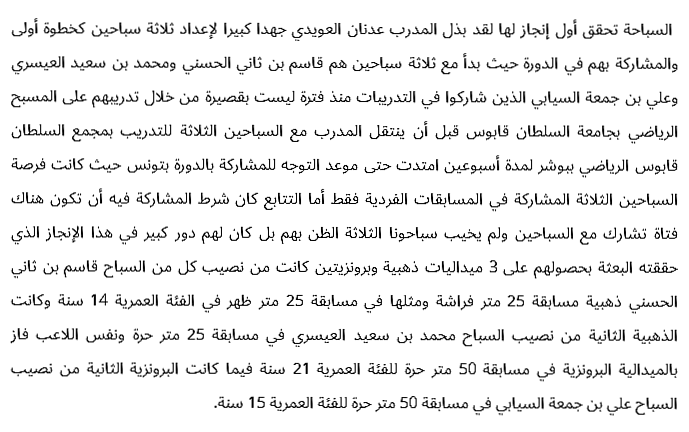 السباحة تحقق أول إنجاز لها لقد بذل المدرب عدنان العويدي جهدا كبيرا لإعداد ثلاثة سباحين كخطوة أولى
والمشاركة بهم في الدورة حيث بدأ مع ثلاثة سباحين هم قاسم بن ثاني الحسني ومحمد بن سعيد العيسري
وعلي بن جمعة السيابي الذين شاركوا في التدريبات منذ فترة ليست بقصيرة من خلال تدريبهم على المسبح
الرياضي بجامعة السلطان قابوس قبل أن ينتقل المدرب مع السباحين الثلاثة للتدريب بمجمع السلطان
قابوس الرياضي ببوشر لمدة أسبوعين امتدت حتى موعد التوجه للمشاركة بالدورة بتونس حيث كانت فرصة
السباحين الثلاثة المشاركة في المسابقات الفردية فقط أما التتابع كان شرط المشاركة فيه أن تكون هناك
فتاة تشارك مع السباحين ولم يخيب سباحونا الثلاثة الظن بهم بل كان لهم دور كبير في هذا الإنجاز الذي
حققته البعثة بحصولهم على 3 ميداليات ذهبية وبرونزيتين كانت من نصيب كل من السباح قاسم بن ثاني
الحسني ذهبية مسابقة 25 متر فراشة ومثلها في مسابقة 25 متر ظهر في الفئة العمرية 14 سنة وكانت
الذهبية الثانية من نصيب السباح محمد بن سعيد العيسري في مسابقة 25 متر حرة ونفس اللاعب فاز
بالميدالية البرونزية في مسابقة 50 متر حرة للفئة العمرية 21 سنة فيما كانت البرونزية الثانية من نصيب
السباح علي بن جمعة السيابي في مسابقة 50 متر حرة للفئة العمرية 15 سنة.